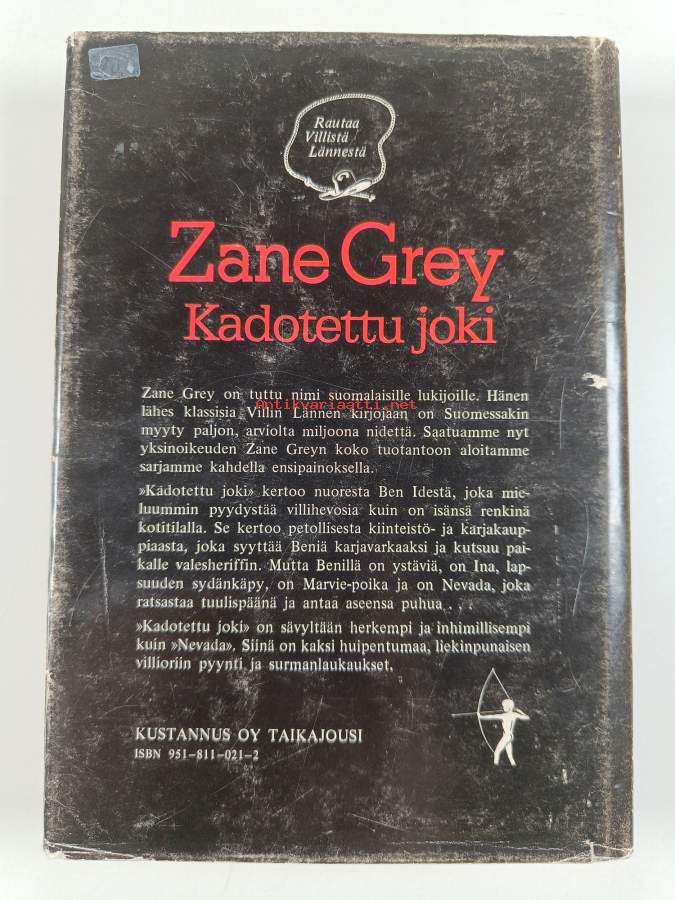 Rautaa
Villistä
Lännestä
Zane Grey
Kadotettu joki
Zane Grey on tuttu nimi suomalaisille lukijoille. Hänen
lähes klassisia Villin Lännen kirjojaan on Suomessakin
antikvariaatti.net
myyty paljon, arviolta miljoona nidettä. Saatuamme nyt
yksinoikeuden Zane Greyn koko tuotantoon aloitamme
sarjamme kahdella ensipainoksella.
»Kadotettu joki» kertoo nuoresta Ben Idestä, joka mie-
luummin pyydystää villihevosia kuin on isänsä renkinä
kotitilalla. Se kertoo petollisesta kiinteistö- ja karjakaup-
piaasta, joka syyttää Beniä karjavarkaaksi ja kutsuu pai-
kalle valesheriffin. Mutta Benillä on ystäviä, on Ina, lap-
suuden sydänkäpy, on Marvie-poika ja on Nevada, joka
ratsastaa tuulispäänä ja antaa aseensa puhua . . .
»Kadotettu joki» on sävyltään herkempi ja inhimillisempi
kuin »Nevada». Siinä on kaksi huipentumaa, liekinpunaisen
villioriin pyynti ja surmanlaukaukset.
KUSTANNUS OY TAIKAJOUSI
ISBN 951-811-021-2